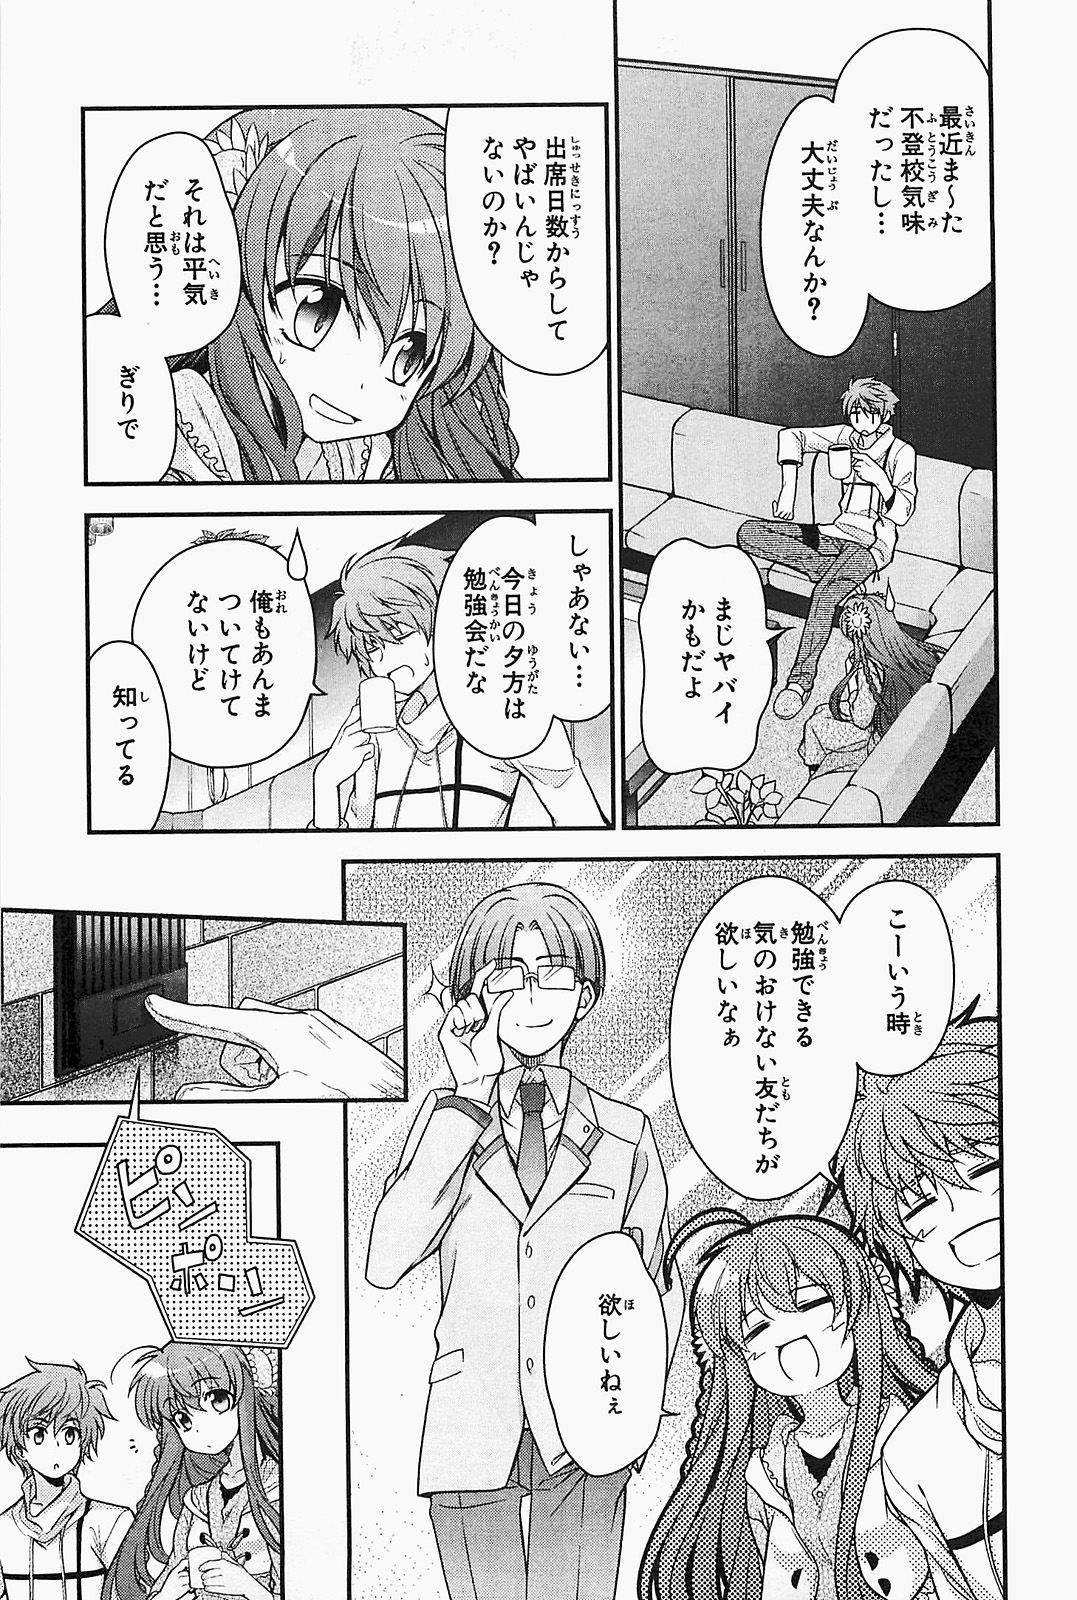 最近ま～た
不登校気味
だったし…
大丈夫なんか？
まじヤバイ
かもだよ
出席日数からして
やばいんじゃ
ないのか？
それは平気
だと思う…
ぎりで
しゃあない…
今日の夕方は
勉強会だな
俺もあんま
ついてけて
ないけど
知ってる
こーいう時
勉強できる
気のおけない友だちが
欲しいなぁ
欲しいねぇ
ピン
ポローン